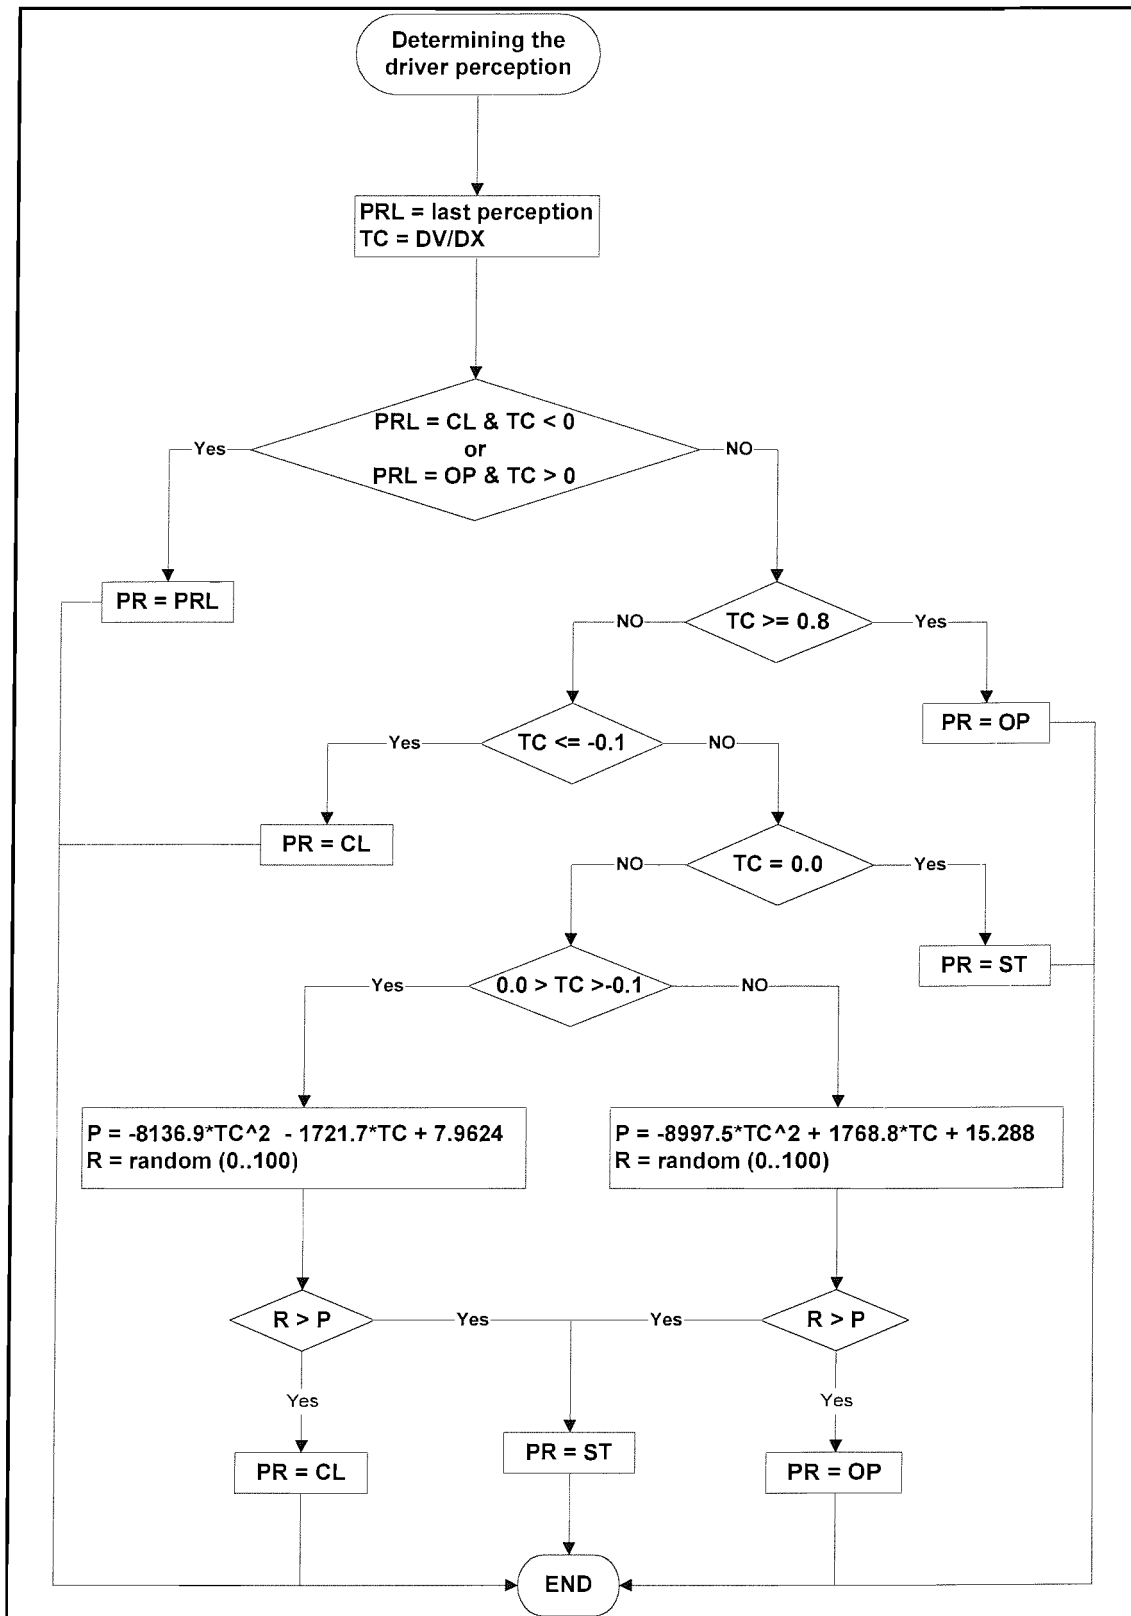 Determining the
driver perception
PRL = last perception
TC = DV/DX
PRL = CL & TC < 0
or
PRL = OP & TC > 0
Yes
NO
PR = PRL
TC >= 0.8
NO
Yes
PR = OP
TC <= -0.1
Yes
NO
PR = CL
TC = 0.0
NO
Yes
PR = ST
0.0 > TC >-0.1
Yes
NO
P = -8136.9*TC^2 - 1721.7*TC + 7.9624
R = random (0..100)
P = -8997.5*TC^2 + 1768.8*TC + 15.288
R = random (0..100)
R > P
Yes
Yes
R > P
Yes
Yes
PR = CL
PR = ST
PR = OP
END